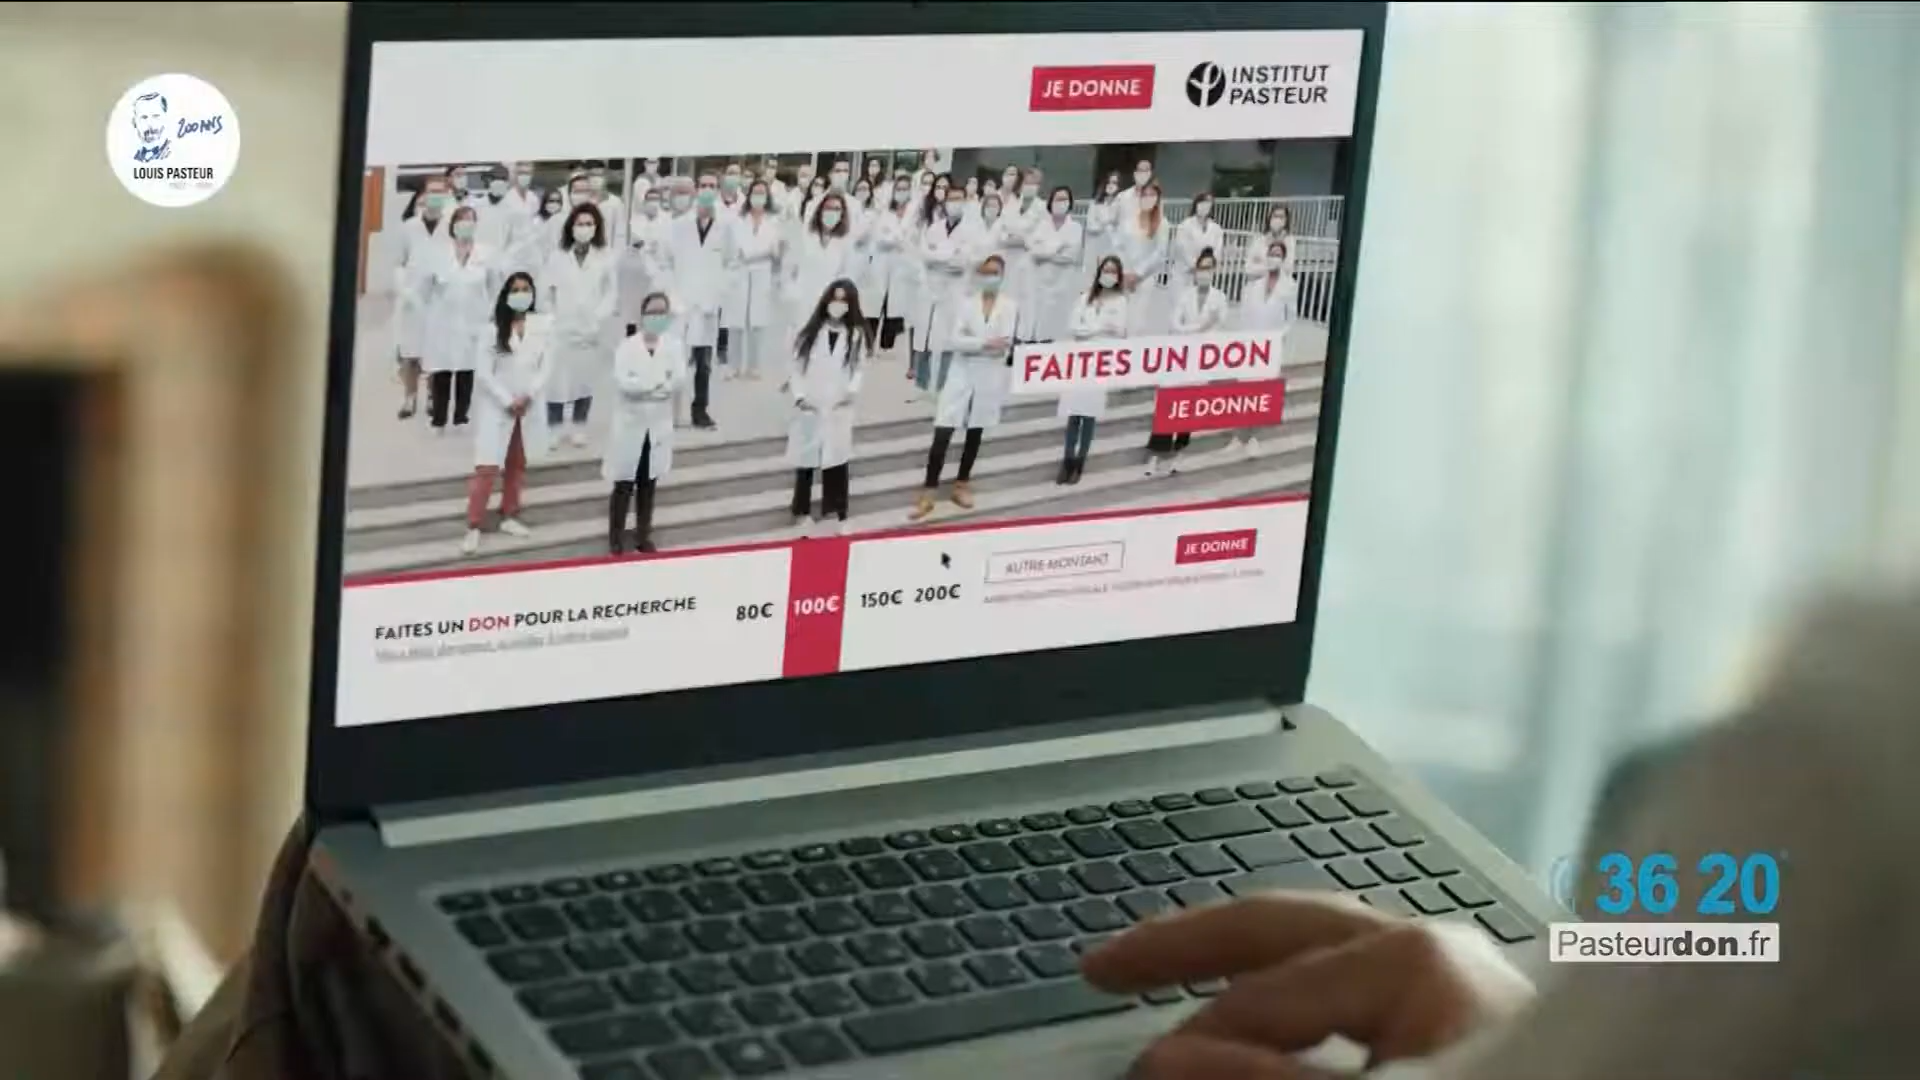 200 ANS
LOUIS PASTEUR
JE DONNE
INSTITUT
PASTEUR
FAITES UN DON
JE DONNE
FAITES UN DON POUR LA RECHERCHE
80€ 100€ 150€ 200€
AUTRE MONTANT
JE DONNE
36 20
Pasteurdon.fr